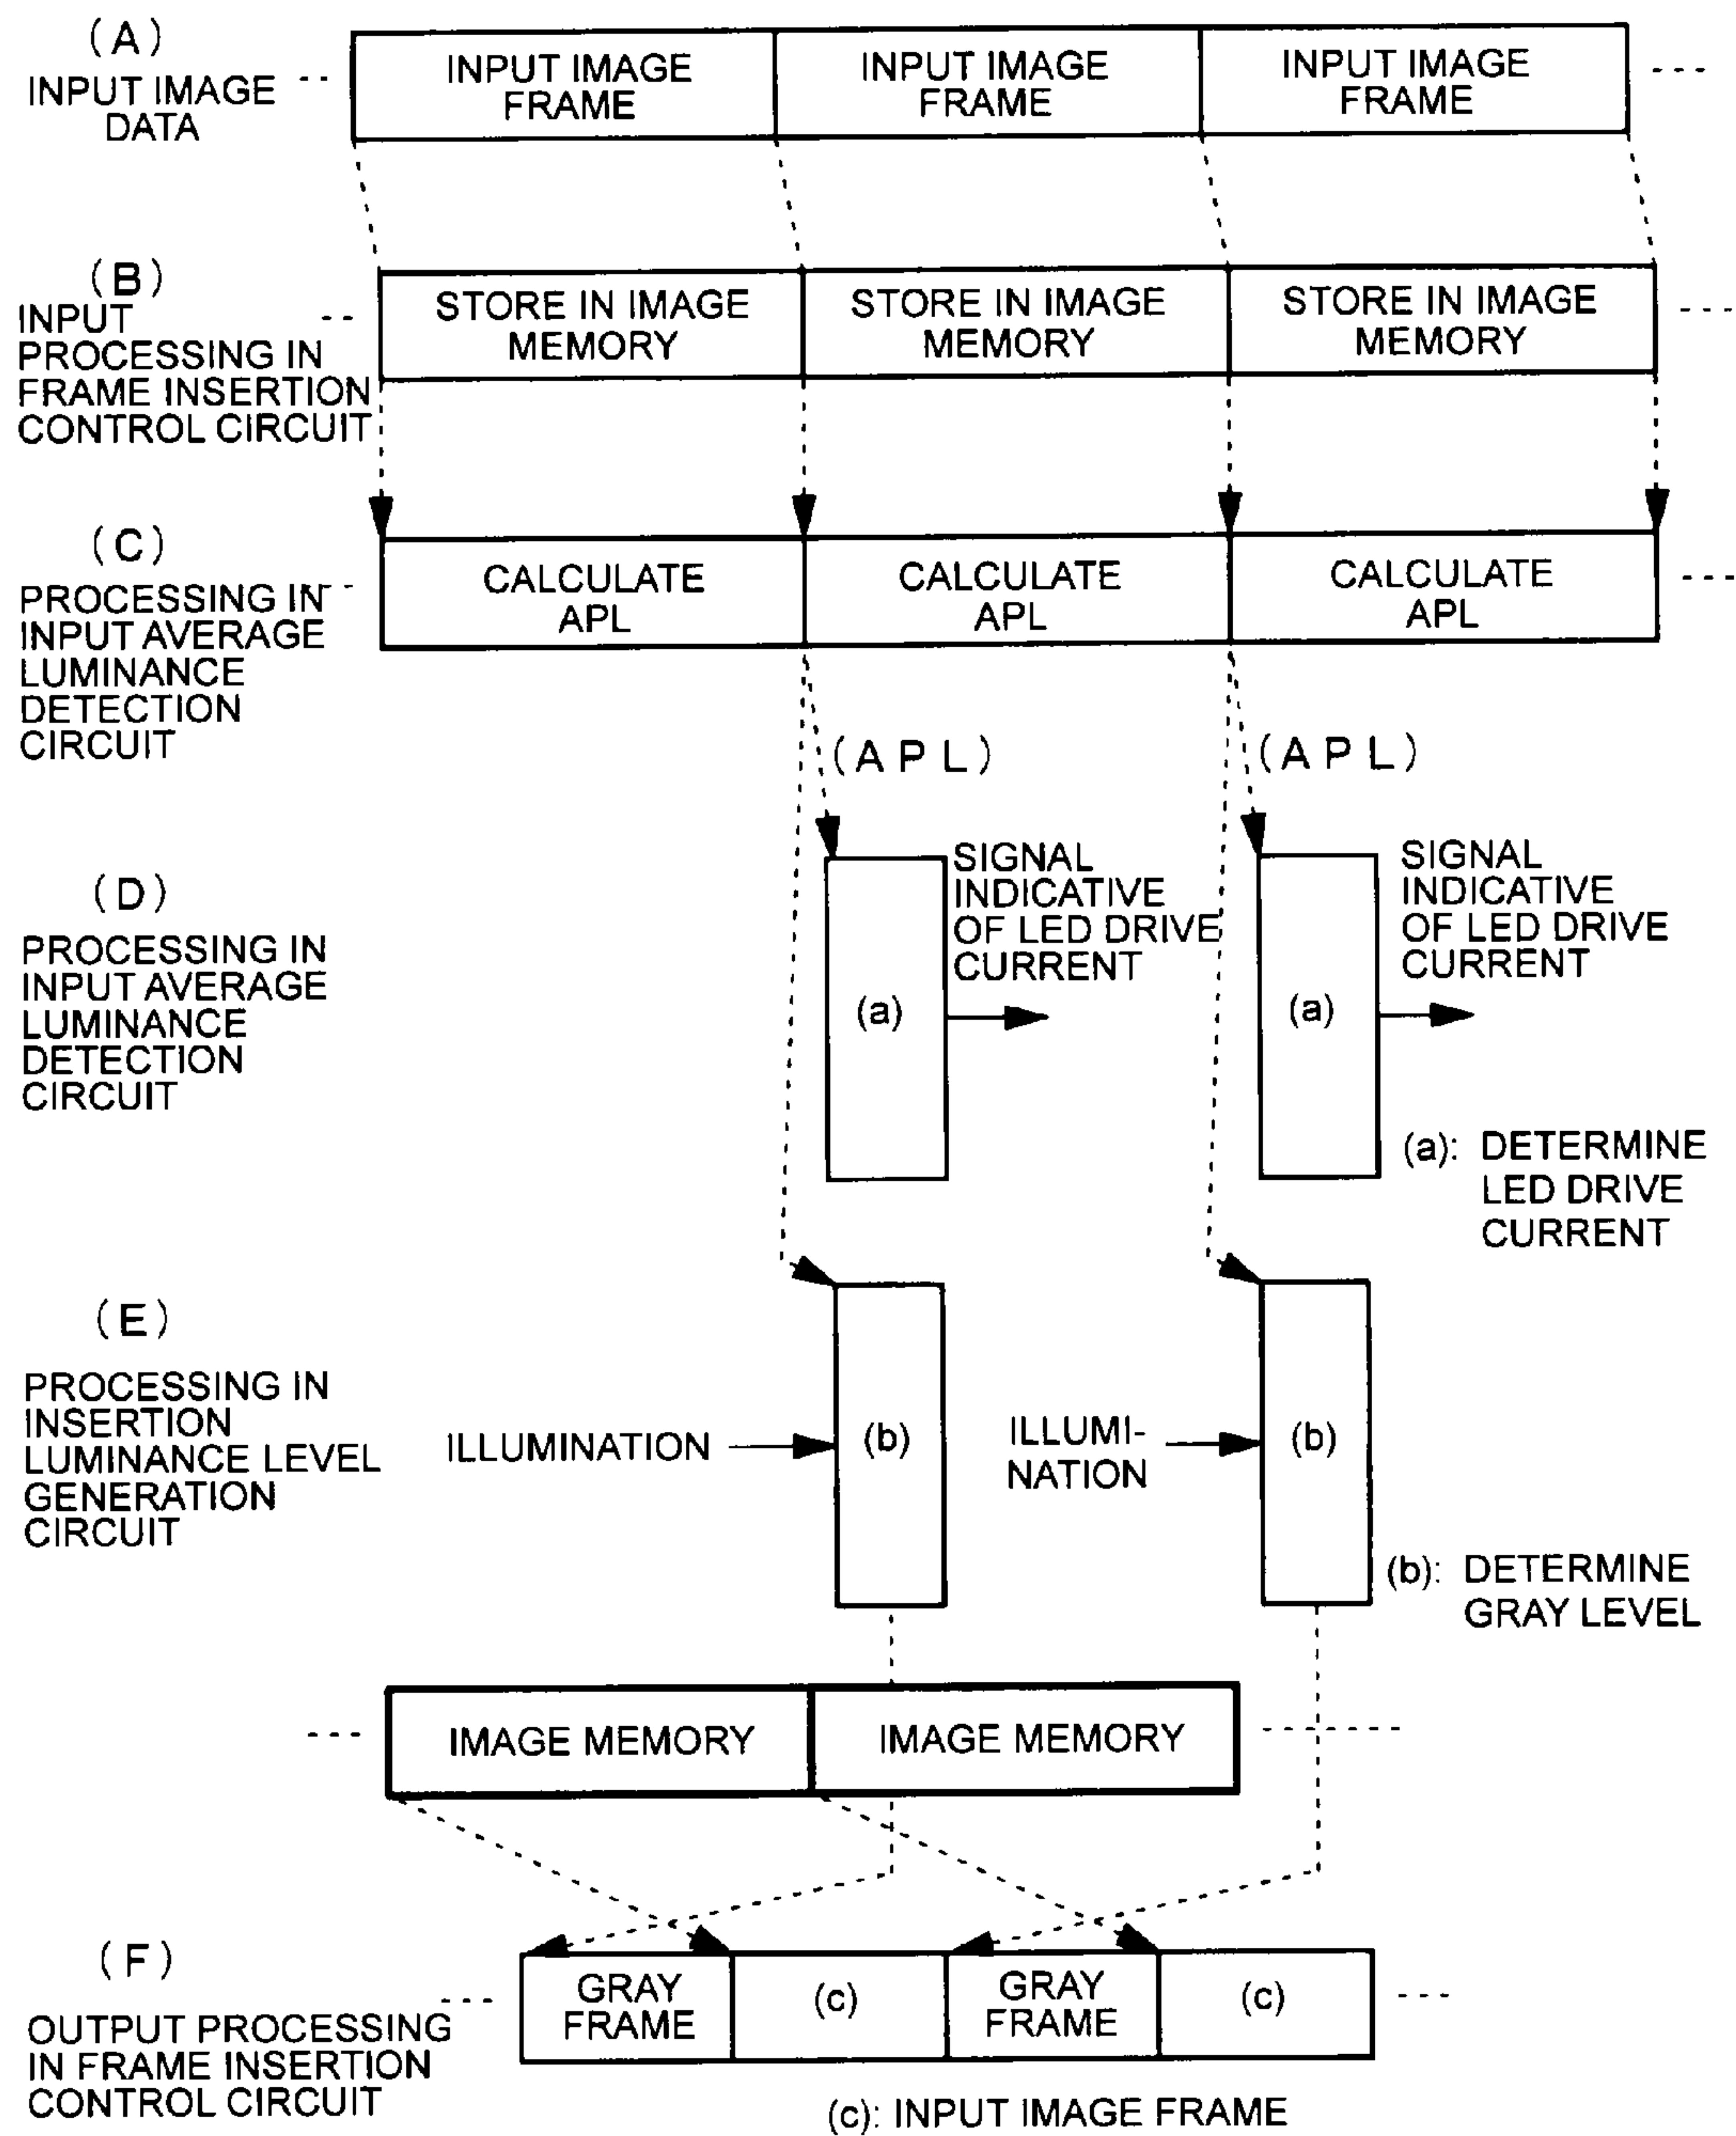 (A)
INPUT IMAGE
DATA
INPUT IMAGE
FRAME
INPUT IMAGE
FRAME
INPUT IMAGE
FRAME
(B)
INPUT
PROCESSING IN
FRAME INSERTION
CONTROL CIRCUIT
STORE IN IMAGE
MEMORY
STORE IN IMAGE
MEMORY
STORE IN IMAGE
MEMORY
(C)
PROCESSING IN
INPUT AVERAGE
LUMINANCE
DETECTION
CIRCUIT
CALCULATE
APL
CALCULATE
APL
CALCULATE
APL
(APL)
(APL)
(D)
PROCESSING IN
INPUT AVERAGE
LUMINANCE
DETECTION
CIRCUIT
(a)
SIGNAL
INDICATIVE
OF LED DRIVE
CURRENT
(a)
SIGNAL
INDICATIVE
OF LED DRIVE
CURRENT
(a): DETERMINE
LED DRIVE
CURRENT
(E)
PROCESSING IN
INSERTION
LUMINANCE LEVEL
GENERATION
CIRCUIT
ILLUMINATION
(b)
ILLUMI-
NATION
(b)
(b): DETERMINE
GRAY LEVEL
IMAGE MEMORY
IMAGE MEMORY
(F)
OUTPUT PROCESSING
IN FRAME INSERTION
CONTROL CIRCUIT
GRAY
FRAME
(c)
GRAY
FRAME
(c)
(c): INPUT IMAGE FRAME